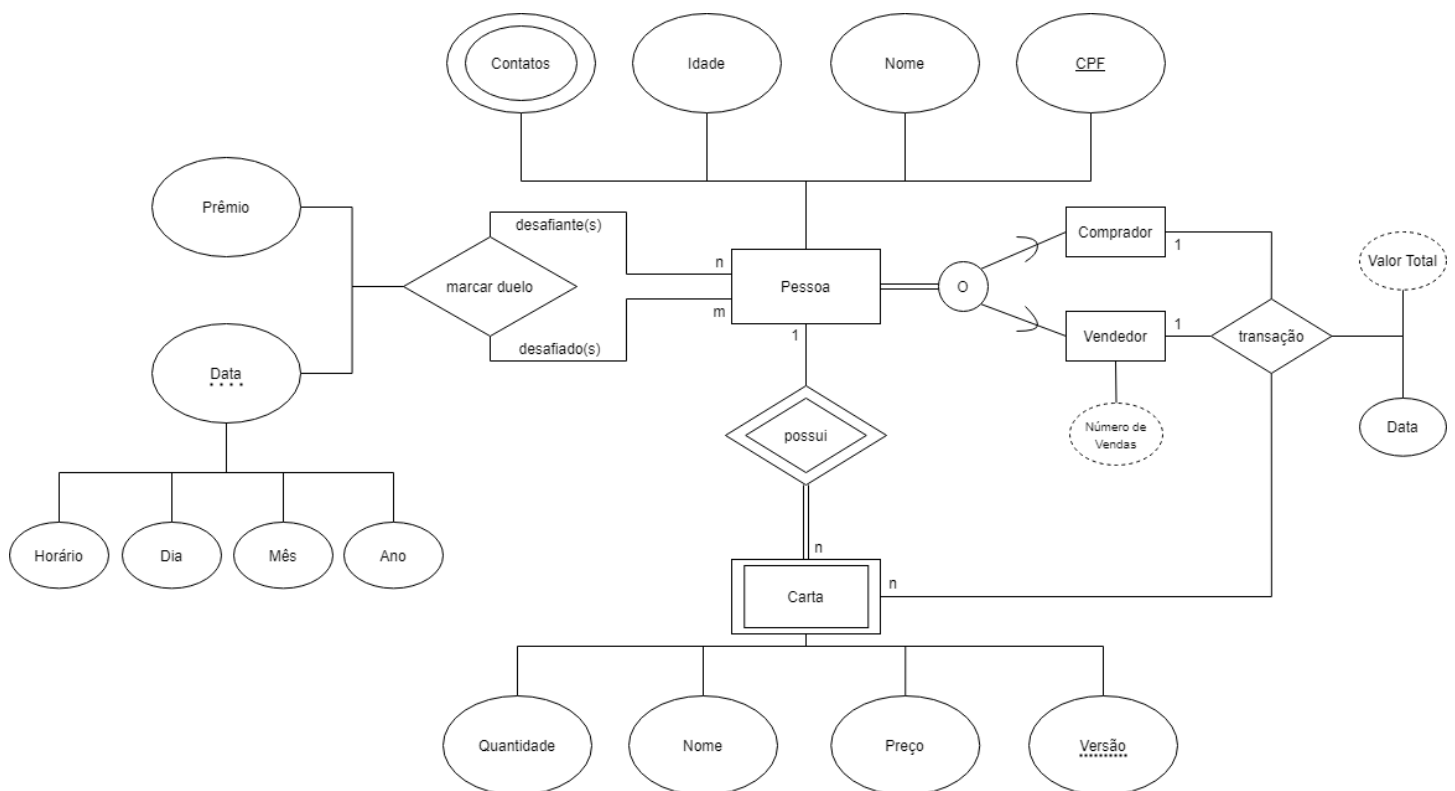 Contatos
Idade
Nome
CPF
Prêmio
desafiante(s)
Comprador
1
Valor Total
n
marcar duelo
Pessoa
O
m
1
Vendedor
1
transação
desafiado(s)
Data
Número de
Vendas
Data
possui
Horário
Dia
Mês
Ano
n
Carta
n
Quantidade
Nome
Preço
Versão